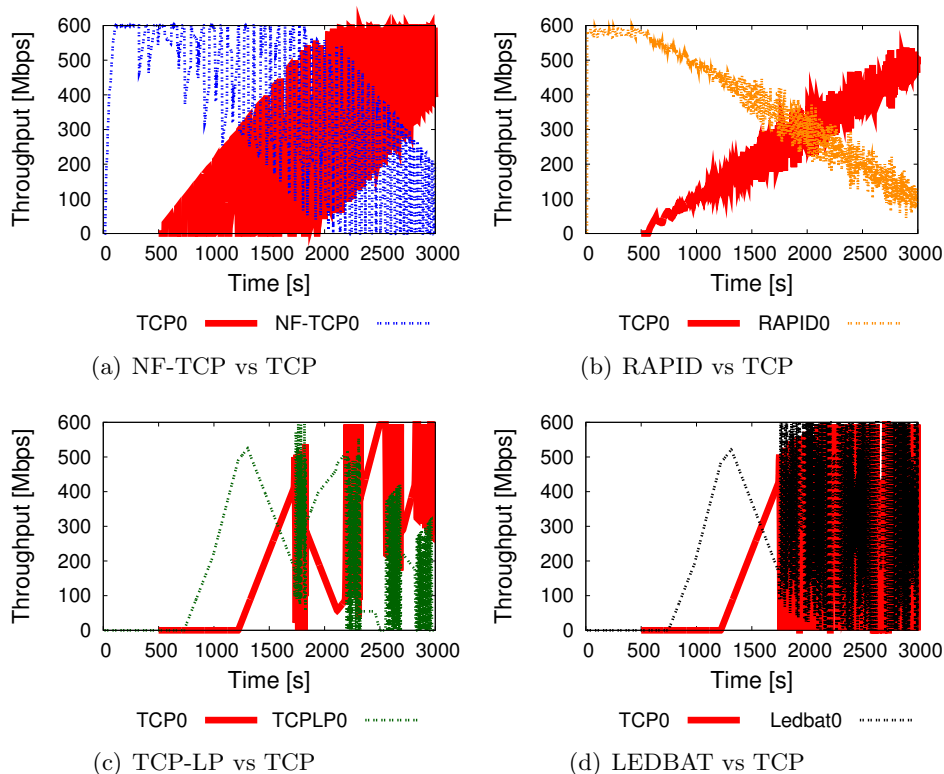 Throughput [Mbps]
600
500
400
300
200
100
0
0 500 1000 1500 2000 2500 3000
Time [s]
TCP0 NF-TCP0
(a) NF-TCP vs TCP
Throughput [Mbps]
600
500
400
300
200
100
0
0 500 1000 1500 2000 2500 3000
Time [s]
TCP0 RAPID0
(b) RAPID vs TCP
Throughput [Mbps]
600
500
400
300
200
100
0
0 500 1000 1500 2000 2500 3000
Time [s]
TCP0 TCPLP0
(c) TCP-LP vs TCP
Throughput [Mbps]
600
500
400
300
200
100
0
0 500 1000 1500 2000 2500 3000
Time [s]
TCP0 Ledbat0
(d) LEDBAT vs TCP